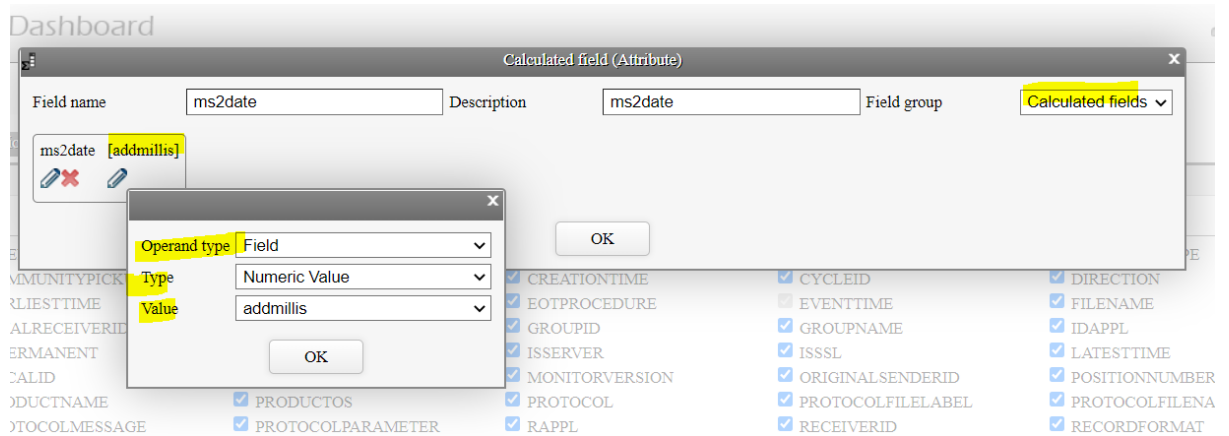 Dashboard
Calculated field (Attribute) X
Field name ms2date Description ms2date Field group Calculated fields
ms2date [addmillis]
X
Operand type Field
OK
Type Numeric Value
CREATIONTIME CYCLEID DIRECTION
Value addmillis
EOTPROCEDURE EVENTTIME FILENAME
GROUPID GROUPNAME IDAPPL
OK
ISSERVER ISSSL LATESTTIME
MONITORVERSION ORIGINALSENDERID POSITIONNUMBER
PRODUCTOS PROTOCOL PROTOCOLFILELABEL
PROTOCOLPARAMETER RAPPL RECEIVERID RECORDFORMAT